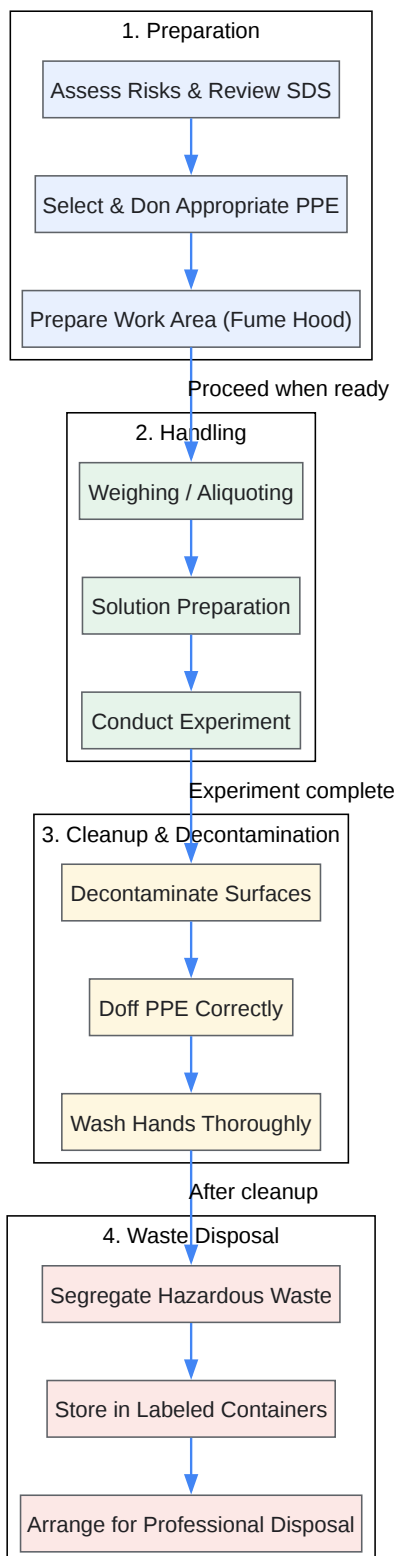 1. Preparation
Assess Risks & Review SDS
Select & Don Appropriate PPE
Prepare Work Area (Fume Hood)
Proceed when ready
2. Handling
Weighing / Aliquoting
Solution Preparation
Conduct Experiment
Experiment complete
3. Cleanup & Decontamination
Decontaminate Surfaces
Doff PPE Correctly
Wash Hands Thoroughly
After cleanup
4. Waste Disposal
Segregate Hazardous Waste
Store in Labeled Containers
Arrange for Professional Disposal